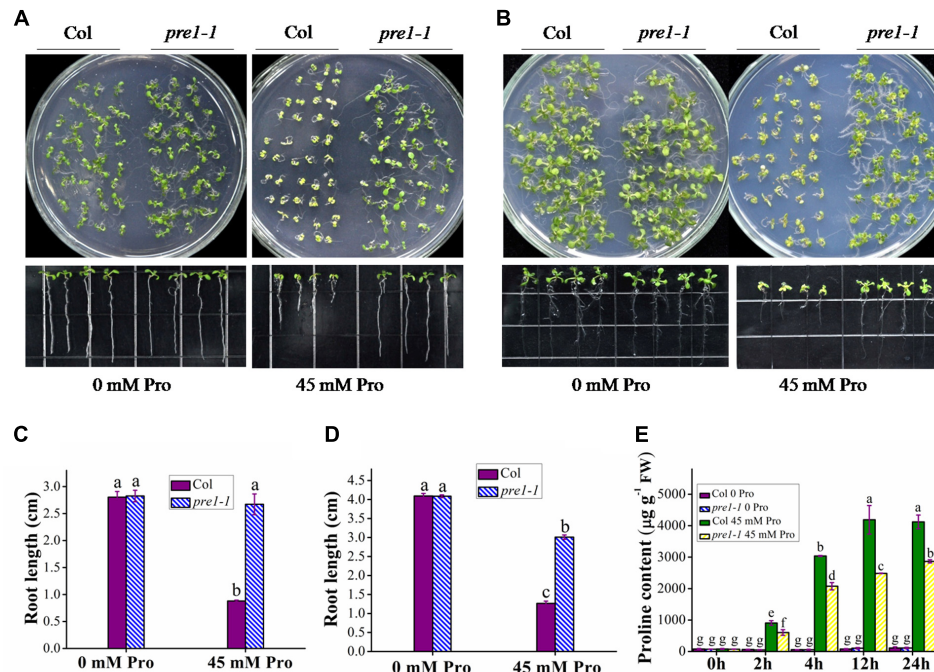 A
Col pre1-1 Col pre1-1
0 mM Pro 45 mM Pro
B
Col pre1-1 Col pre1-1
0 mM Pro 45 mM Pro
C
Root length (cm)
3.0
2.5
2.0
1.5
1.0
0.5
0.0
a a b a
Col
pre1-1
0 mM Pro 45 mM Pro
D
Root length (cm)
4.5
4.0
3.5
3.0
2.5
2.0
1.5
1.0
0.5
0.0
a a c b
Col
pre1-1
0 mM Pro 45 mM Pro
E
Proline content (µg g-1 FW)
5000
4000
3000
2000
1000
0
Col 0 Pro
pre1-1 0 Pro
Col 45 mM Pro
pre1-1 45 mM Pro
g g g g g g e f g g b d g g a c g g a b
0h 2h 4h 12h 24h